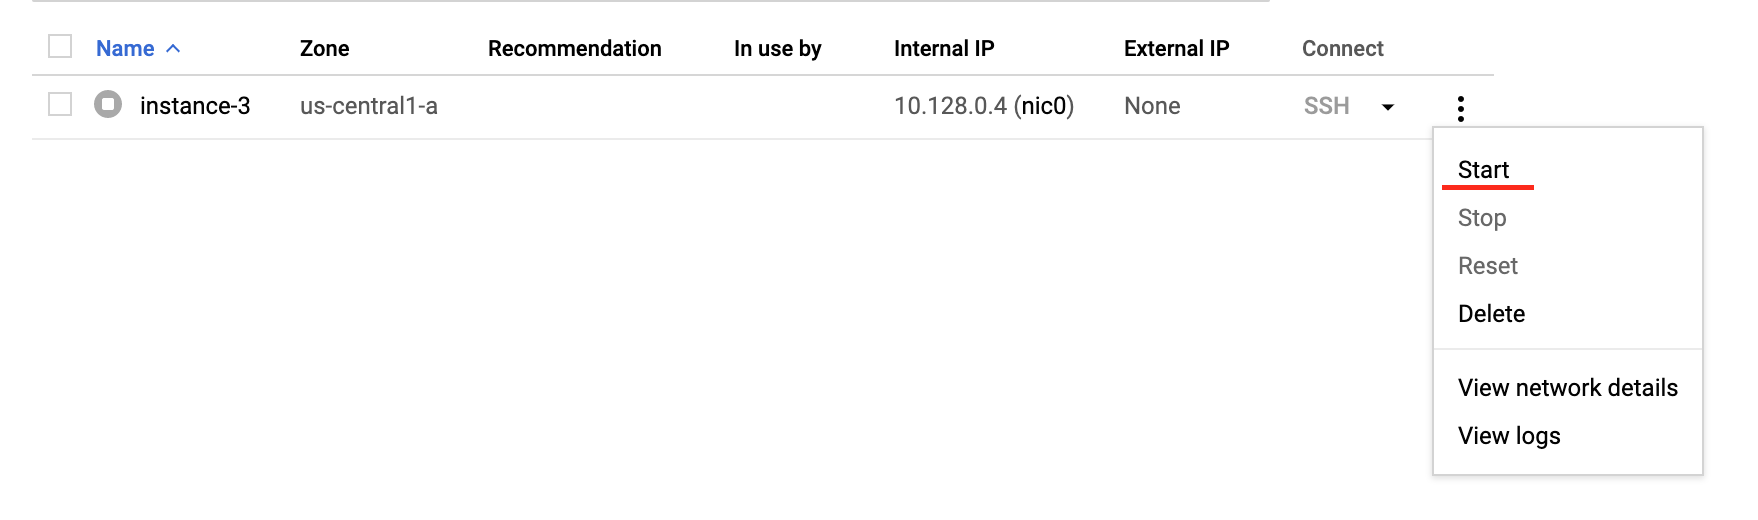 Name Zone Recommendation In use by Internal IP External IP Connect
instance-3 us-central1-a 10.128.0.4 (nic0) None SSH
Start
Stop
Reset
Delete
View network details
View logs